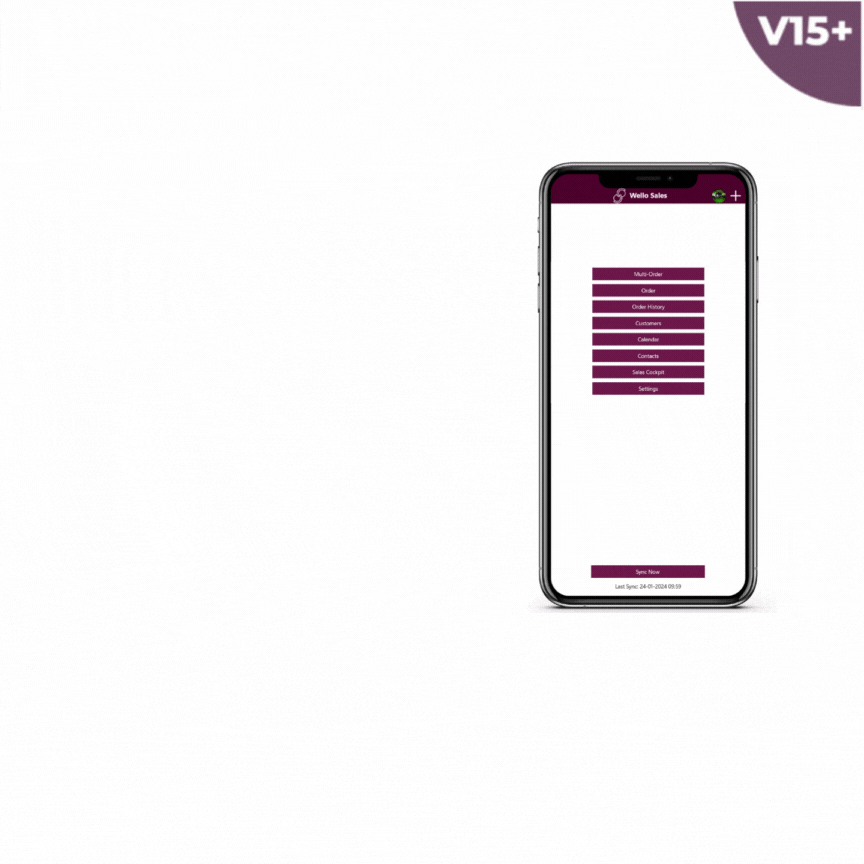 V15+
Wello Sales
Multi-Order
Order
Order History
Customers
Calendar
Contacts
Sales Cockpit
Settings
Sync Now
Last Sync: 24-01-2024 09:59